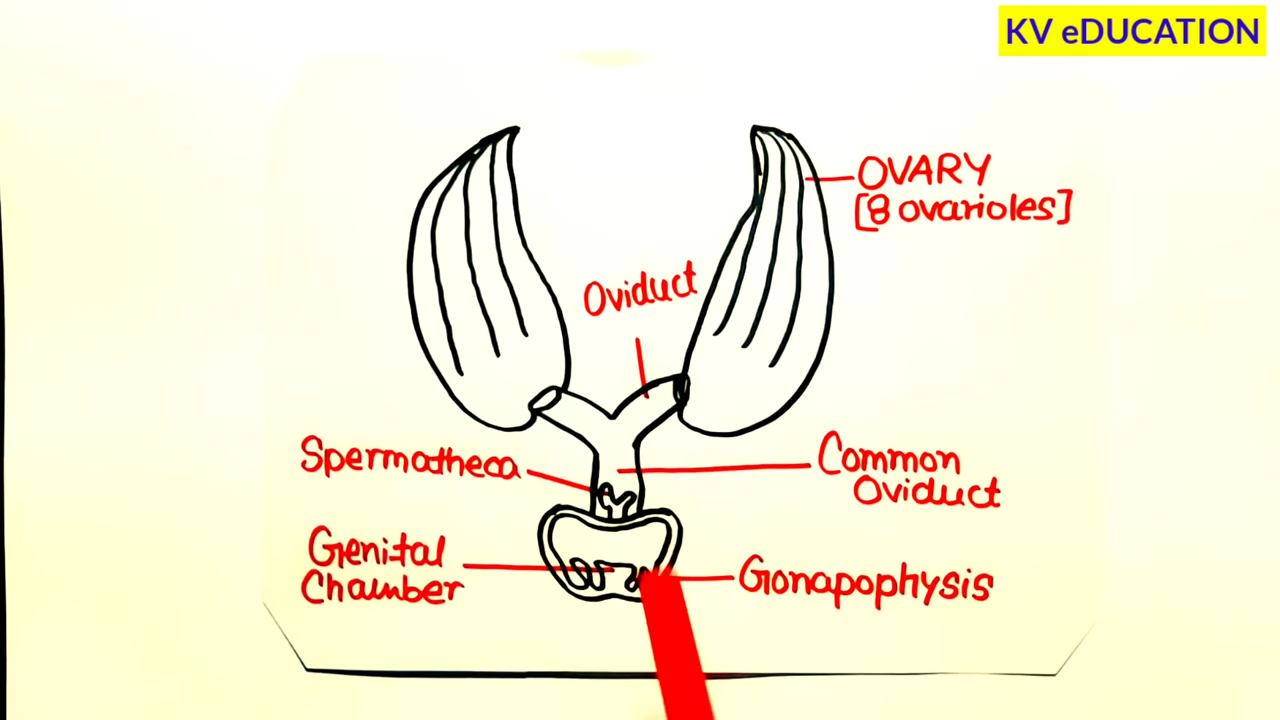 KV eDUCATION
OVARY
[8 ovarioles]
Oviduct
Spermatheca
Common
Oviduct
Genital
Chamber
Gonapophysis